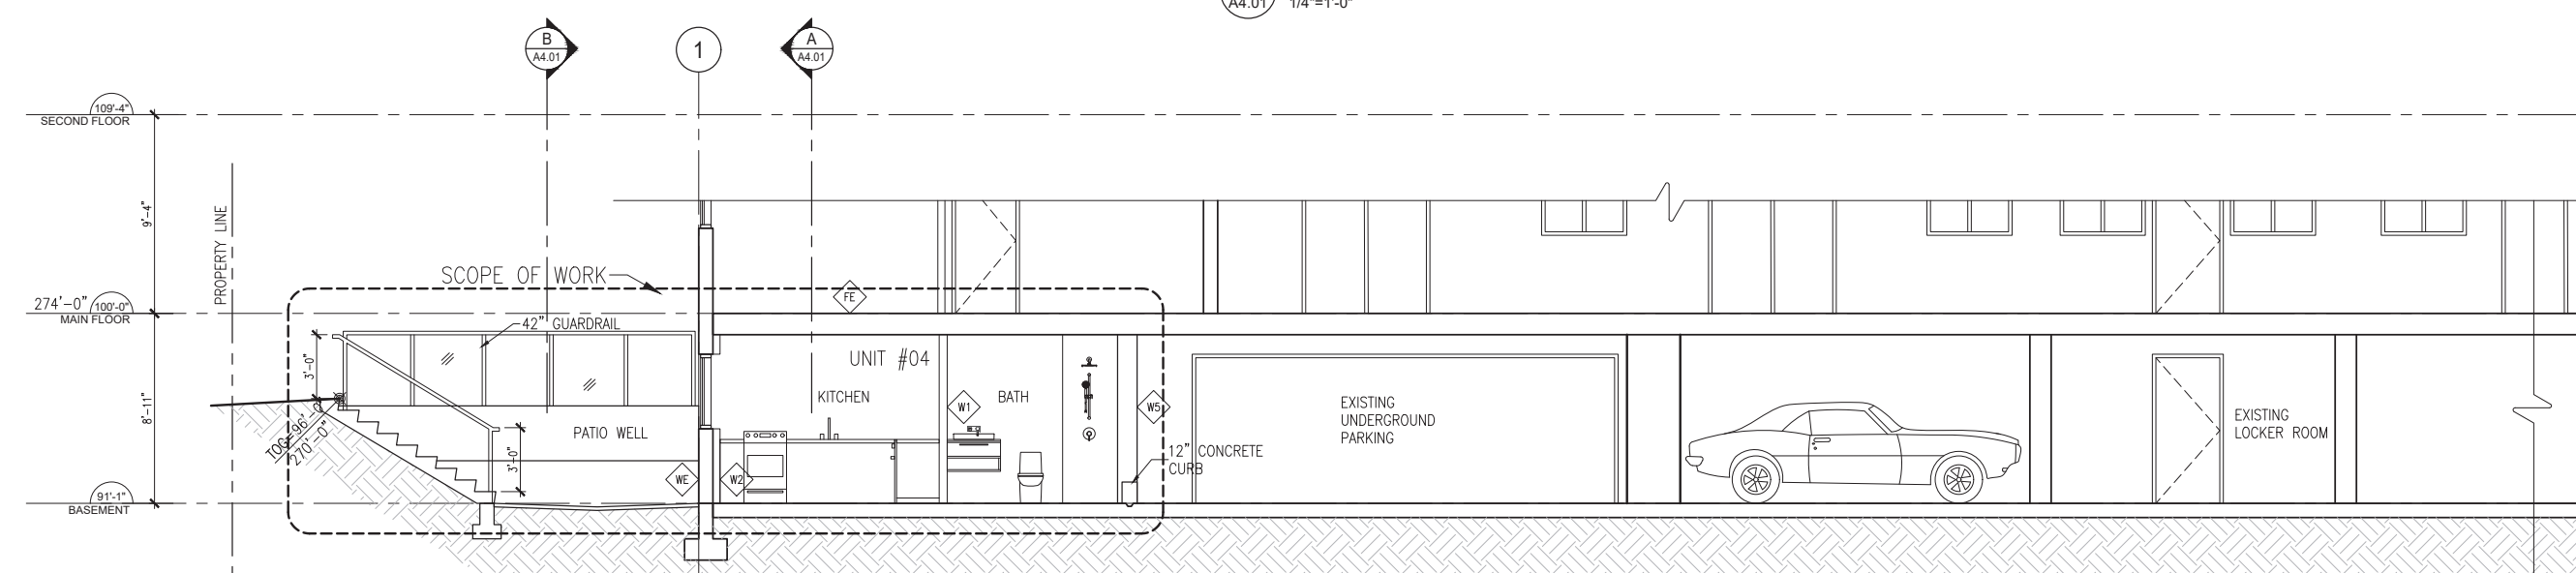 A4.01
1/4"=1'-0"
B
A4.01
1
A
A4.01
109'-4"
SECOND FLOOR
9'-4"
PROPERTY LINE
SCOPE OF WORK
FE
274'-0"
100'-0"
MAIN FLOOR
42" GUARDRAIL
3'-0"
UNIT #04
KITCHEN
BATH
W1
W5
EXISTING
UNDERGROUND
PARKING
EXISTING
LOCKER ROOM
8'-11"
PATIO WELL
TOG=96'-0"
270'-0"
3'-0"
12" CONCRETE
CURB
WE
W2
91'-1"
BASEMENT